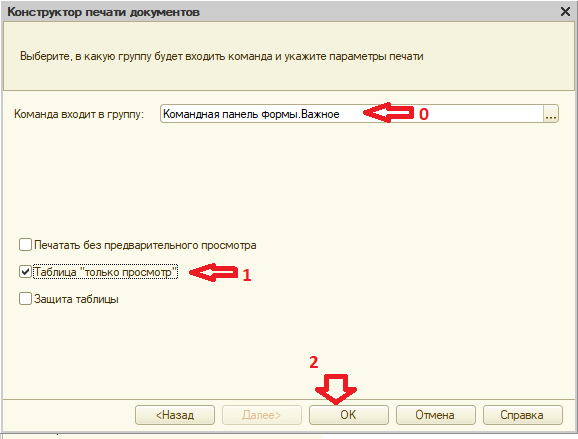 Конструктор печати документов
Выберите, в какую группу будет входить команда и укажите параметры печати
Команда входит в группу: Командная панель формы.Важное ... 0
Печатать без предварительного просмотра
Таблица "только просмотр" 1
Защита таблицы
2
<Назад Далее> OK Отмена Справка